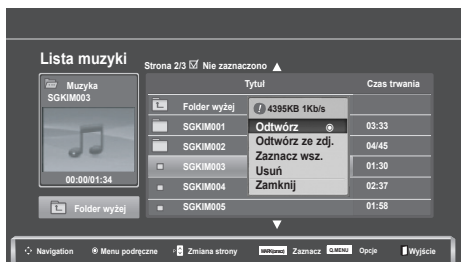 Lista muzyki
Strona 2/3 Nie zaznaczono
Muzyka
SGKIM003
00:00/01:34
Folder wyżej
Tytuł Czas trwania
Folder wyżej
SGKIM001 03:33
SGKIM002 04/45
SGKIM003 01:30
SGKIM004 02:37
SGKIM005 01:58
4395KB 1Kb/s
Odtwórz
Odtwórz ze zdj.
Zaznacz wsz.
Usuń
Zamknij
Navigation Menu podręczne Zmiana strony Zaznacz Q.MENU Opcje Wyjście